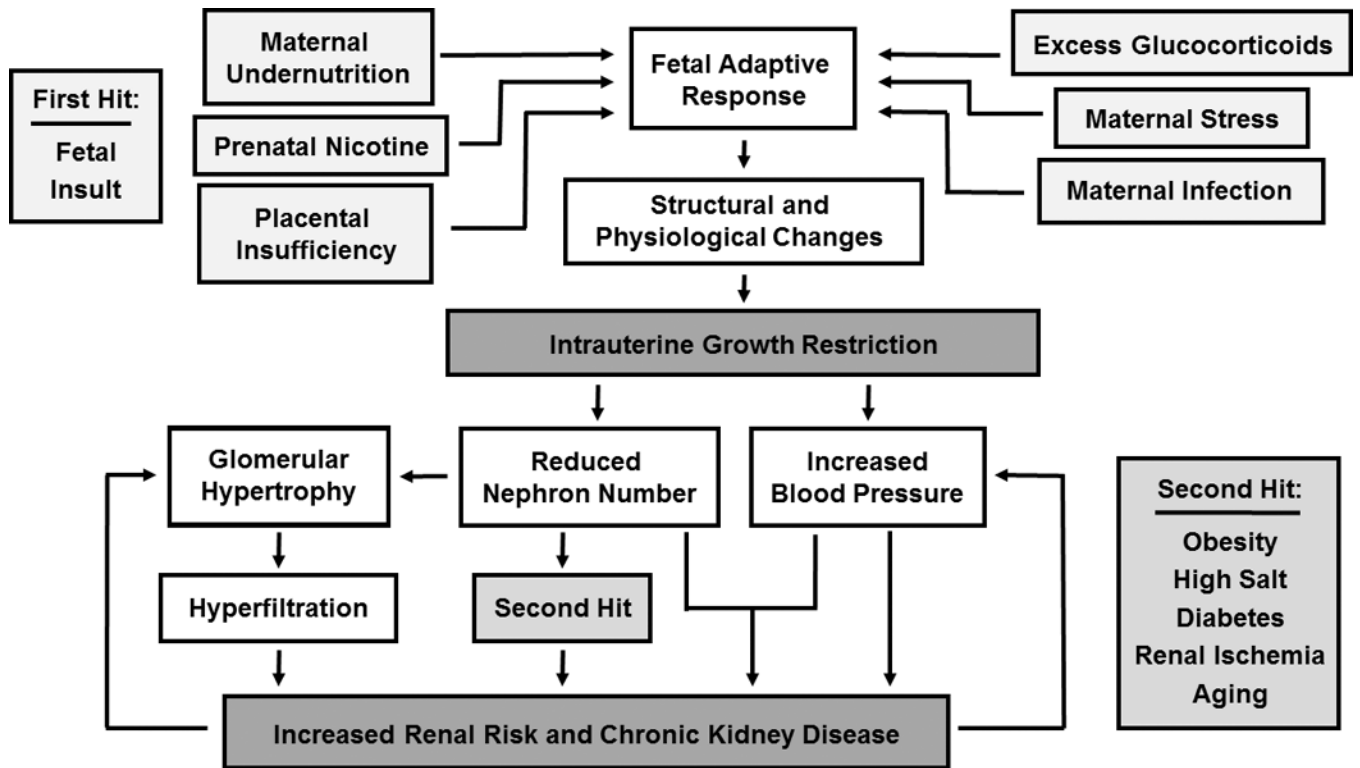 Maternal
Undernutrition
Fetal Adaptive
Response
Excess Glucocorticoids
First Hit:
Fetal
Insult
Prenatal Nicotine
Maternal Stress
Placental
Insufficiency
Structural and
Physiological Changes
Maternal Infection
Intrauterine Growth Restriction
Glomerular
Hypertrophy
Reduced
Nephron Number
Increased
Blood Pressure
Second Hit:
Obesity
High Salt
Diabetes
Renal Ischemia
Aging
Hyperfiltration
Second Hit
Increased Renal Risk and Chronic Kidney Disease